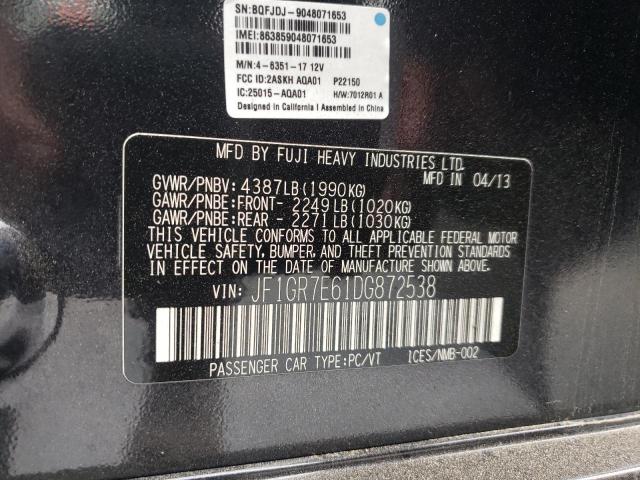 SN:BQFJDJ-9048071653
IMEI:863859048071653
M/N:4-6351-17 12V
FCC ID:2ASKH AQA01 P22150
IC:25015-AQA01 H/W:7012R01 A
Designed in California | Assembled in China
MFD BY FUJI HEAVY INDUSTRIES LTD.
GVWR/PNBV: 4387LB(1990KG) MFD IN 04/13
GAWR/PNBE:FRONT- 2249LB(1020KG)
GAWR/PNBE:REAR - 2271LB(1030KG)
THIS VEHICLE CONFORMS TO ALL APPLICABLE FEDERAL MOTOR
VEHICLE SAFETY, BUMPER, AND THEFT PREVENTION STANDARDS
IN EFFECT ON THE DATE OF MANUFACTURE SHOWN ABOVE.
VIN: JF1GR7E61DG872538
PASSENGER CAR TYPE:PC/VT ICES/NMB-002